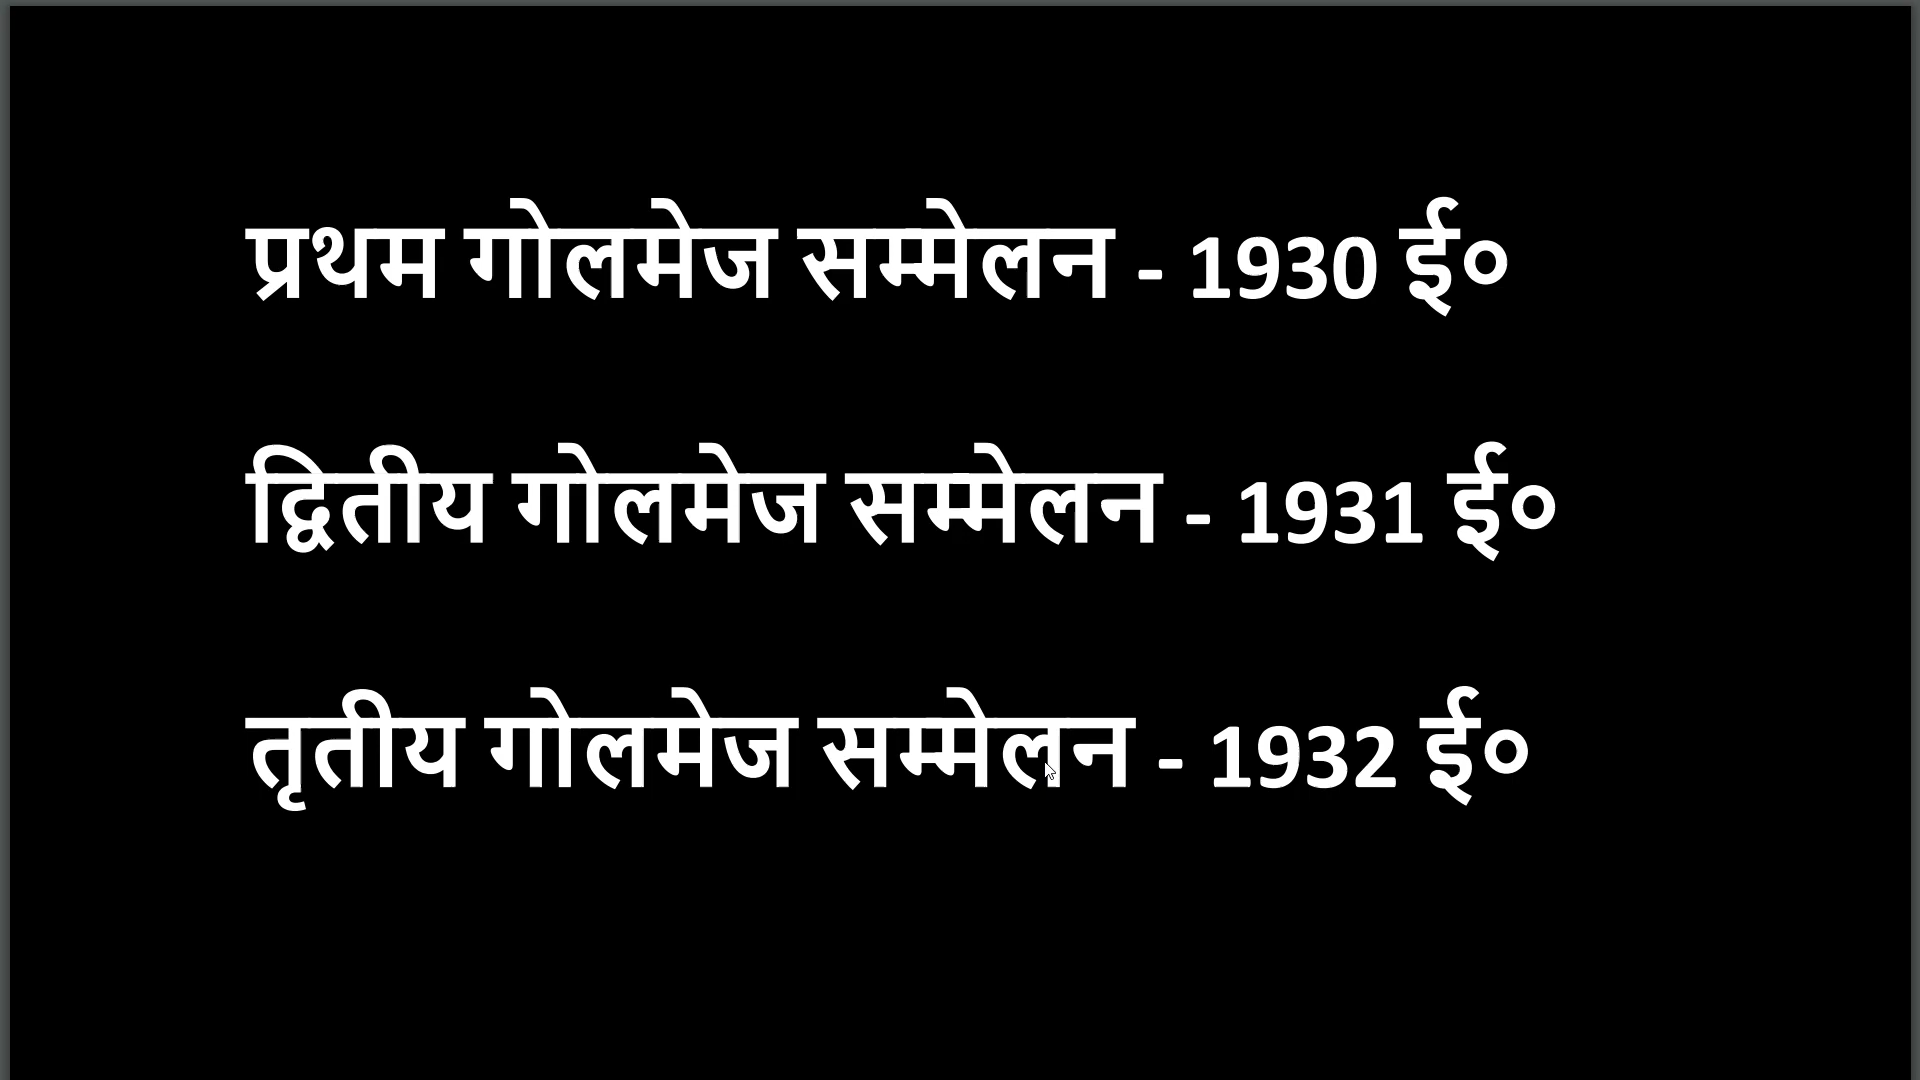 प्रथम गोलमेज सम्मेलन - 1930 ई०
द्वितीय गोलमेज सम्मेलन - 1931 ई०
तृतीय गोलमेज सम्मेलन - 1932 ई०